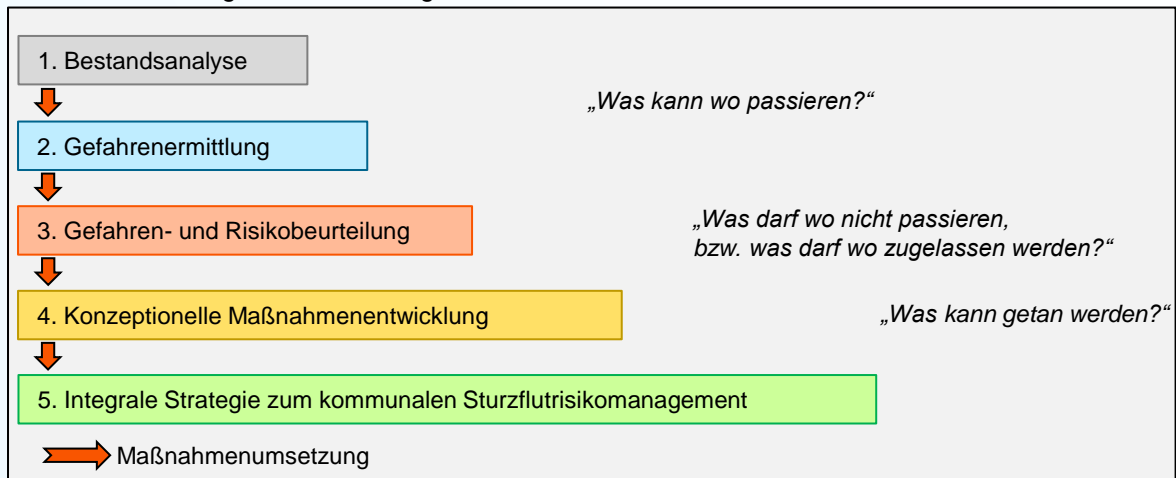 1. Bestandsanalyse
„Was kann wo passieren?“
2. Gefahrenermittlung
3. Gefahren- und Risikobeurteilung
„Was darf wo nicht passieren,
bzw. was darf wo zugelassen werden?“
4. Konzeptionelle Maßnahmenentwicklung
„Was kann getan werden?“
5. Integrale Strategie zum kommunalen Sturzflutrisikomanagement
Maßnahmenumsetzung